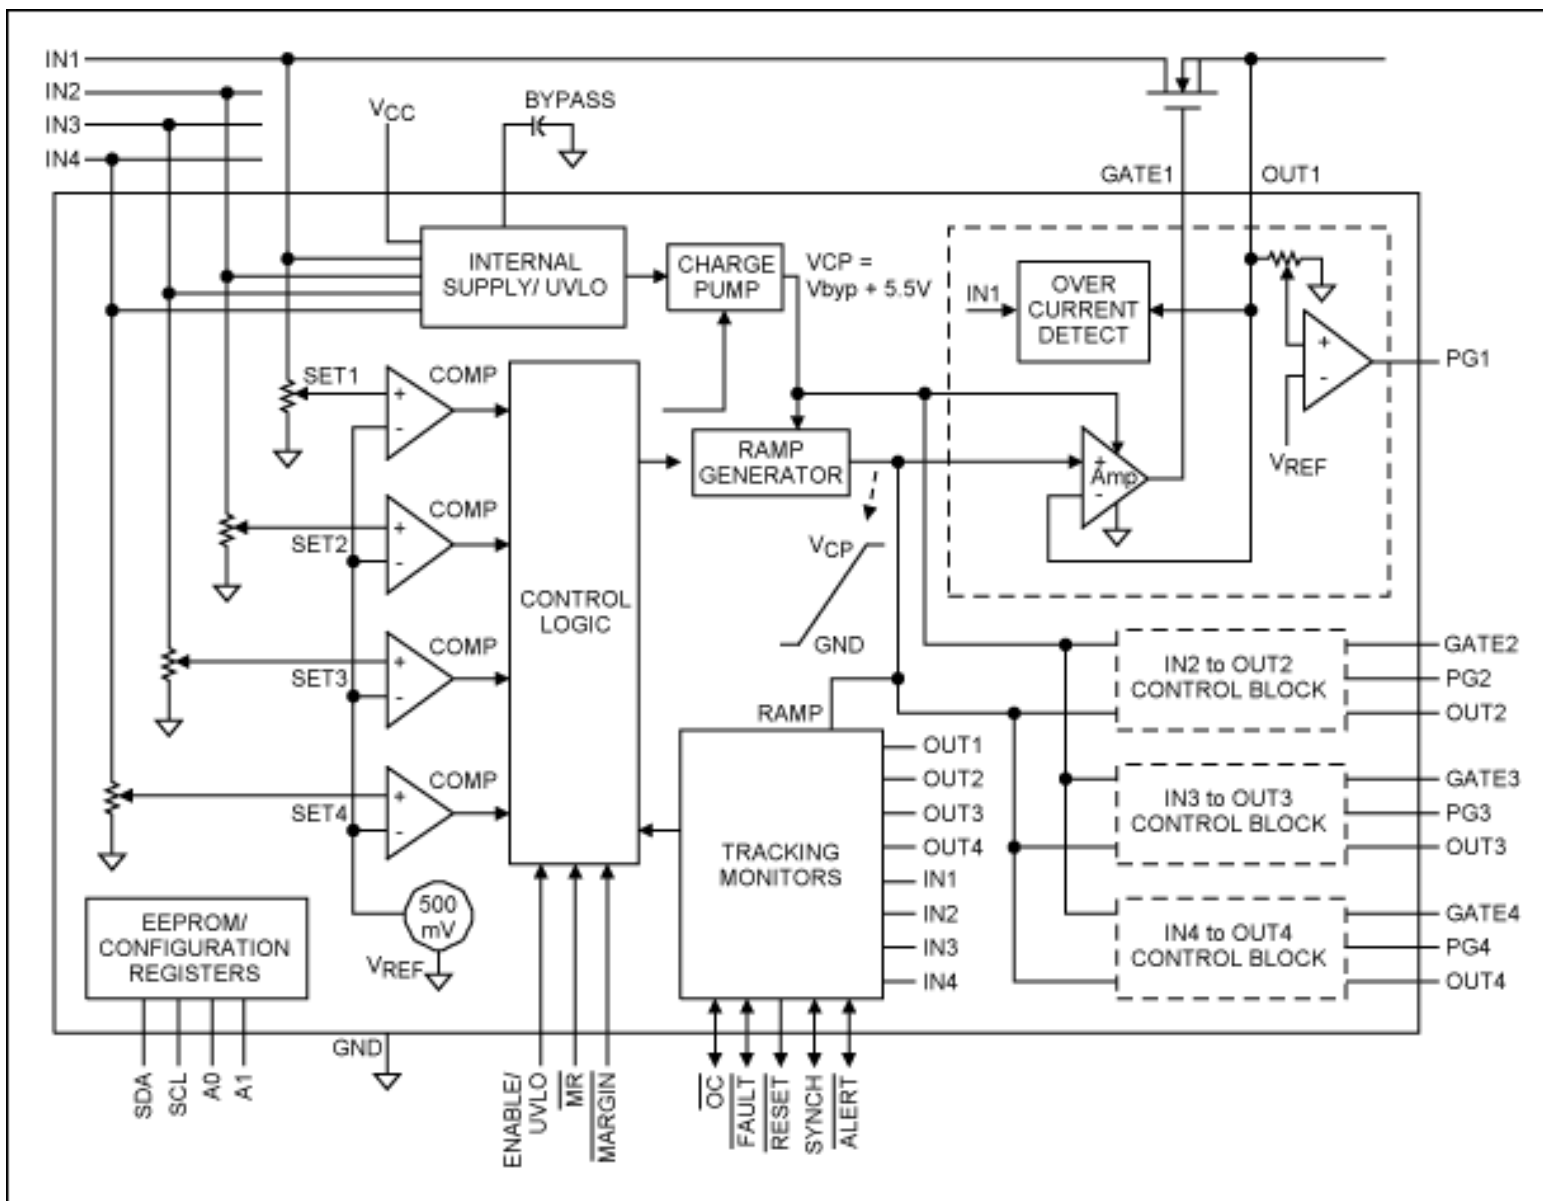 IN1
IN2
IN3
IN4
VCC
BYPASS
GATE1
OUT1
INTERNAL
SUPPLY/ UVLO
CHARGE
PUMP
VCP =
Vbyp + 5.5V
IN1
OVER
CURRENT
DETECT
+
-
PG1
VREF
SET1
+
-
COMP
RAMP
GENERATOR
+
Amp
-
SET2
+
-
COMP
VCP
GND
CONTROL
LOGIC
SET3
+
-
COMP
IN2 to OUT2
CONTROL BLOCK
GATE2
PG2
OUT2
RAMP
SET4
+
-
COMP
TRACKING
MONITORS
OUT1
OUT2
OUT3
OUT4
IN1
IN2
IN3
IN4
IN3 to OUT3
CONTROL BLOCK
GATE3
PG3
OUT3
IN4 to OUT4
CONTROL BLOCK
GATE4
PG4
OUT4
500
mV
VREF
EEPROM/
CONFIGURATION
REGISTERS
GND
SDA
SCL
A0
A1
ENABLE/
UVLO
MR
MARGIN
OC
FAULT
RESET
SYNCH
ALERT